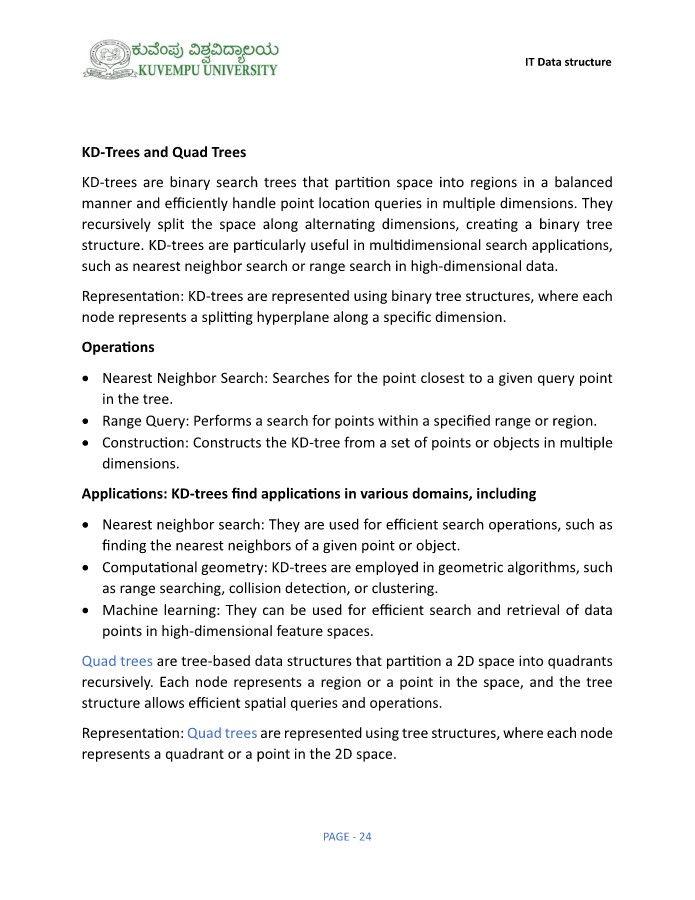 ಕುವೆಂಪು ವಿಶ್ವವಿದ್ಯಾಲಯ
KUVEMPU UNIVERSITY
IT Data structure
KD-Trees and Quad Trees
KD-trees are binary search trees that partition space into regions in a balanced
manner and efficiently handle point location queries in multiple dimensions. They
recursively split the space along alternating dimensions, creating a binary tree
structure. KD-trees are particularly useful in multidimensional search applications,
such as nearest neighbor search or range search in high-dimensional data.
Representation: KD-trees are represented using binary tree structures, where each
node represents a splitting hyperplane along a specific dimension.
Operations
• Nearest Neighbor Search: Searches for the point closest to a given query point
in the tree.
• Range Query: Performs a search for points within a specified range or region.
• Construction: Constructs the KD-tree from a set of points or objects in multiple
dimensions.
Applications: KD-trees find applications in various domains, including
• Nearest neighbor search: They are used for efficient search operations, such as
finding the nearest neighbors of a given point or object.
• Computational geometry: KD-trees are employed in geometric algorithms, such
as range searching, collision detection, or clustering.
• Machine learning: They can be used for efficient search and retrieval of data
points in high-dimensional feature spaces.
Quad trees are tree-based data structures that partition a 2D space into quadrants
recursively. Each node represents a region or a point in the space, and the tree
structure allows efficient spatial queries and operations.
Representation: Quad trees are represented using tree structures, where each node
represents a quadrant or a point in the 2D space.
PAGE - 24